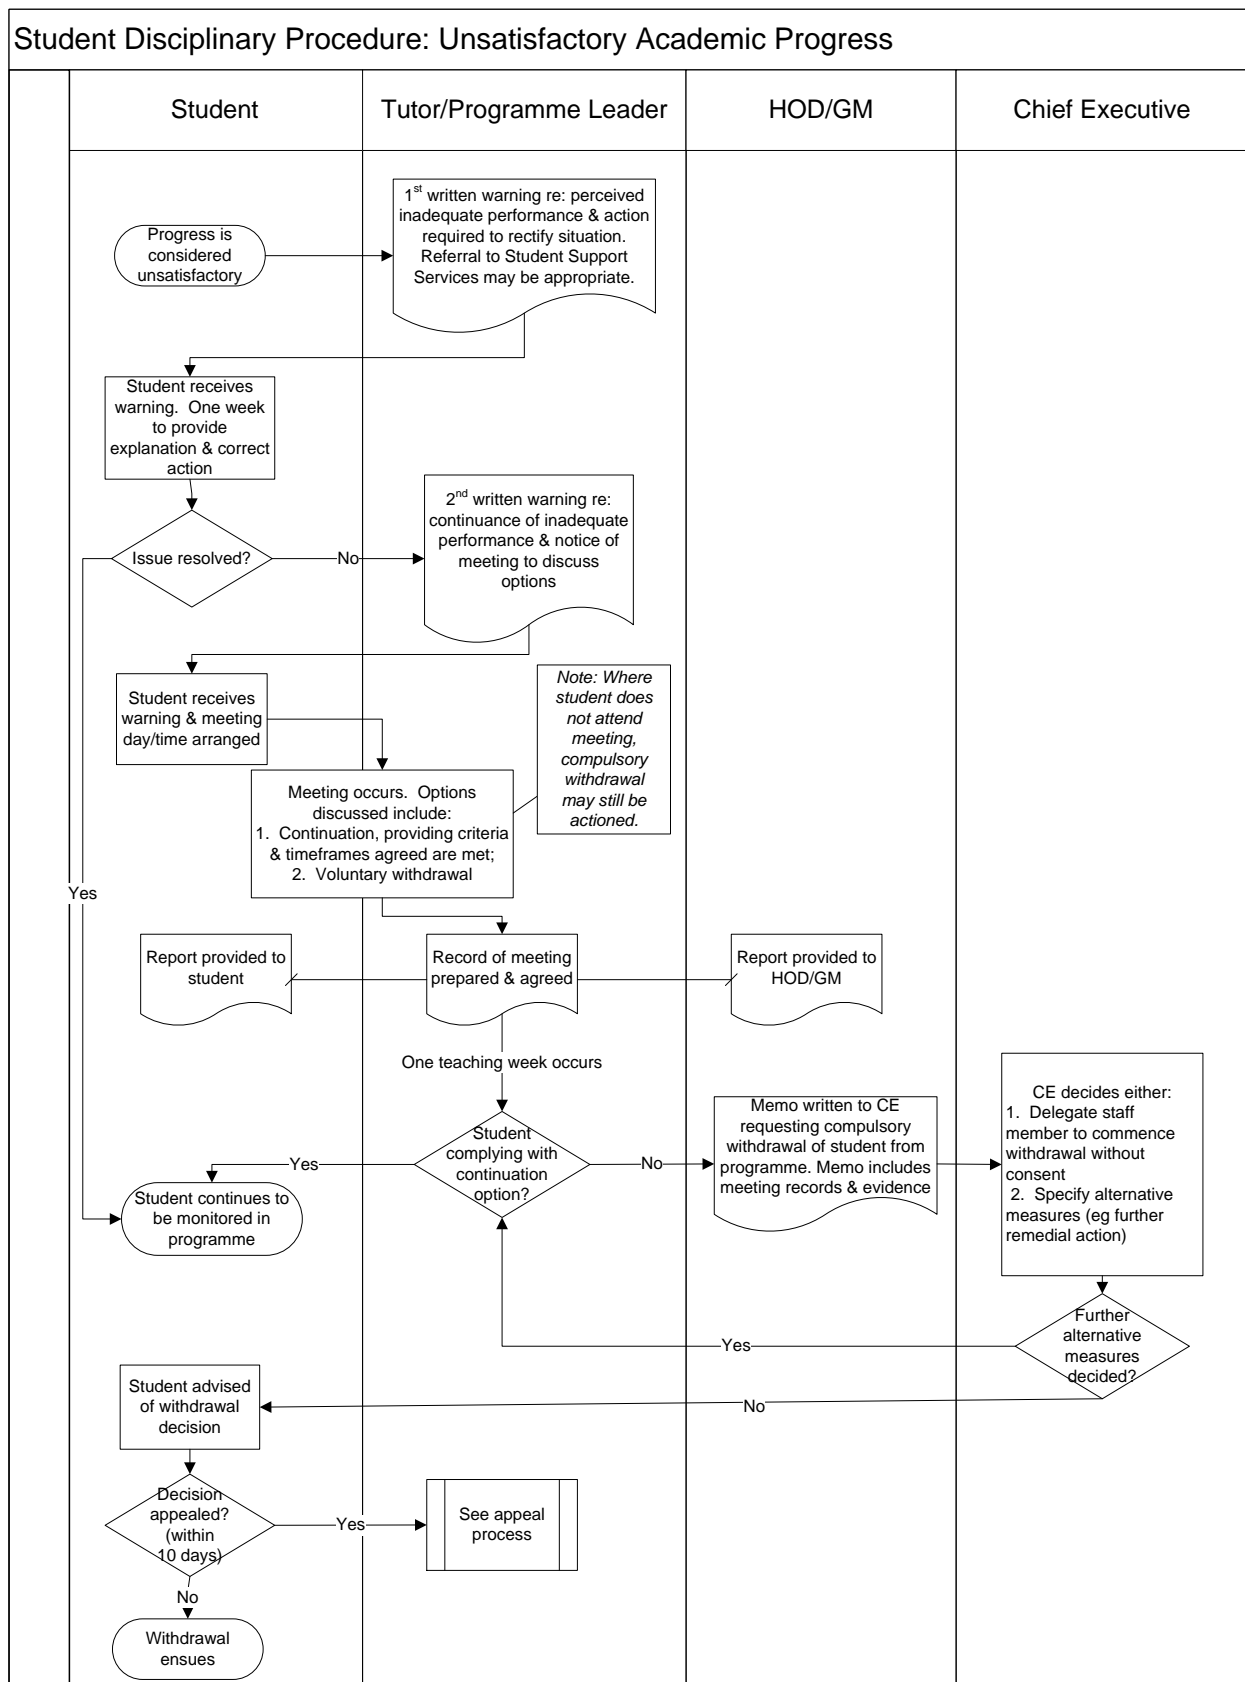 Student Disciplinary Procedure: Unsatisfactory Academic Progress
Student
Tutor/Programme Leader
HOD/GM
Chief Executive
Progress is
considered
unsatisfactory
1st written warning re: perceived
inadequate performance & action
required to rectify situation.
Referral to Student Support
Services may be appropriate.
Student receives
warning.  One week
to provide
explanation & correct
action
Issue resolved?
No
2nd written warning re:
continuance of inadequate
performance & notice of
meeting to discuss
options
Student receives
warning & meeting
day/time arranged
Note: Where
student does
not attend
meeting,
compulsory
withdrawal
may still be
actioned.
Meeting occurs.  Options
discussed include:
1.  Continuation, providing criteria
& timeframes agreed are met;
2.  Voluntary withdrawal
Yes
Report provided to
student
Record of meeting
prepared & agreed
Report provided to
HOD/GM
One teaching week occurs
Student
complying with
continuation
option?
Yes
No
Student continues to
be monitored in
programme
Memo written to CE
requesting compulsory
withdrawal of student from
programme. Memo includes
meeting records & evidence
CE decides either:
1.  Delegate staff
member to commence
withdrawal without
consent
2.  Specify alternative
measures (eg further
remedial action)
Further
alternative
measures
decided?
Yes
No
Student advised
of withdrawal
decision
Decision
appealed?
(within
10 days)
Yes
See appeal
process
No
Withdrawal
ensues